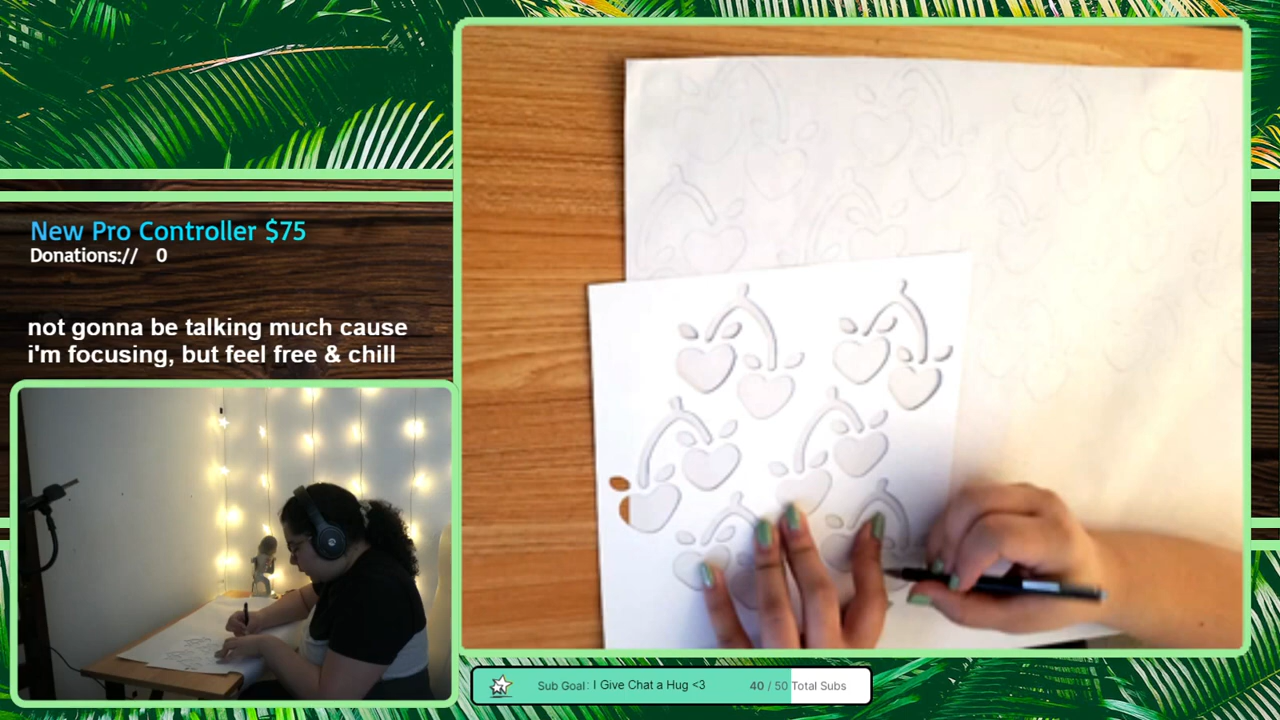 New Pro Controller $75
Donations:// 0
not gonna be talking much cause
i'm focusing, but feel free & chill
Sub Goal: I Give Chat a Hug <3 40 / 50 Total Subs